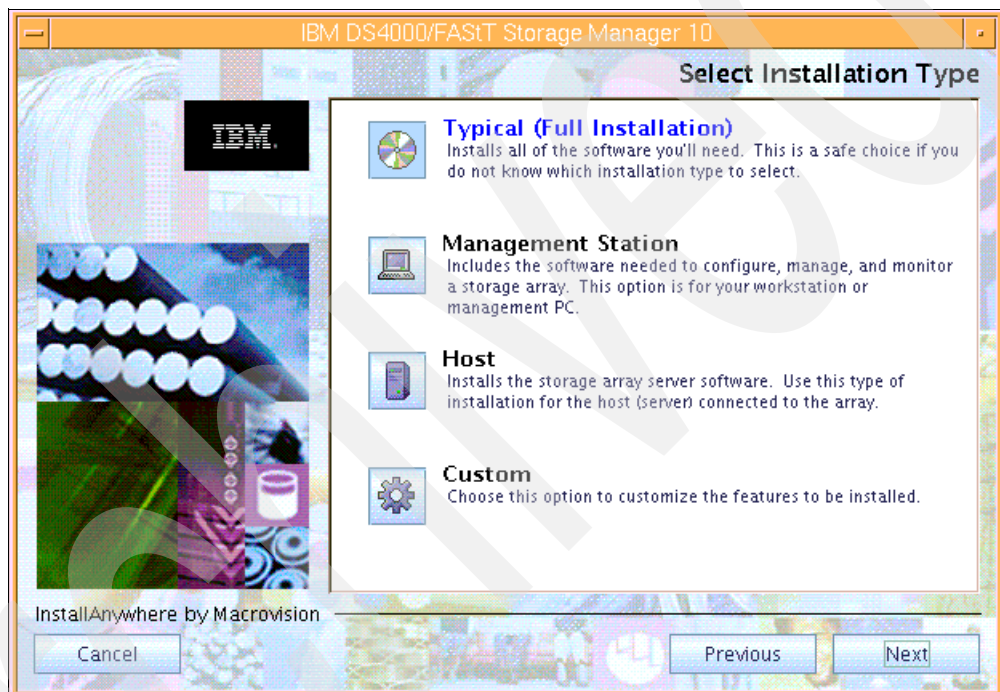 IBM DS4000/FAStT Storage Manager 10
Select Installation Type
IBM.
Typical (Full Installation)
Installs all of the software you'll need. This is a safe choice if you
do not know which installation type to select.
Management Station
Includes the software needed to configure, manage, and monitor
a storage array. This option is for your workstation or
management PC.
Host
Installs the storage array server software. Use this type of
installation for the host (server) connected to the array.
Custom
Choose this option to customize the features to be installed.
InstallAnywhere by Macrovision
Cancel
Previous
Next